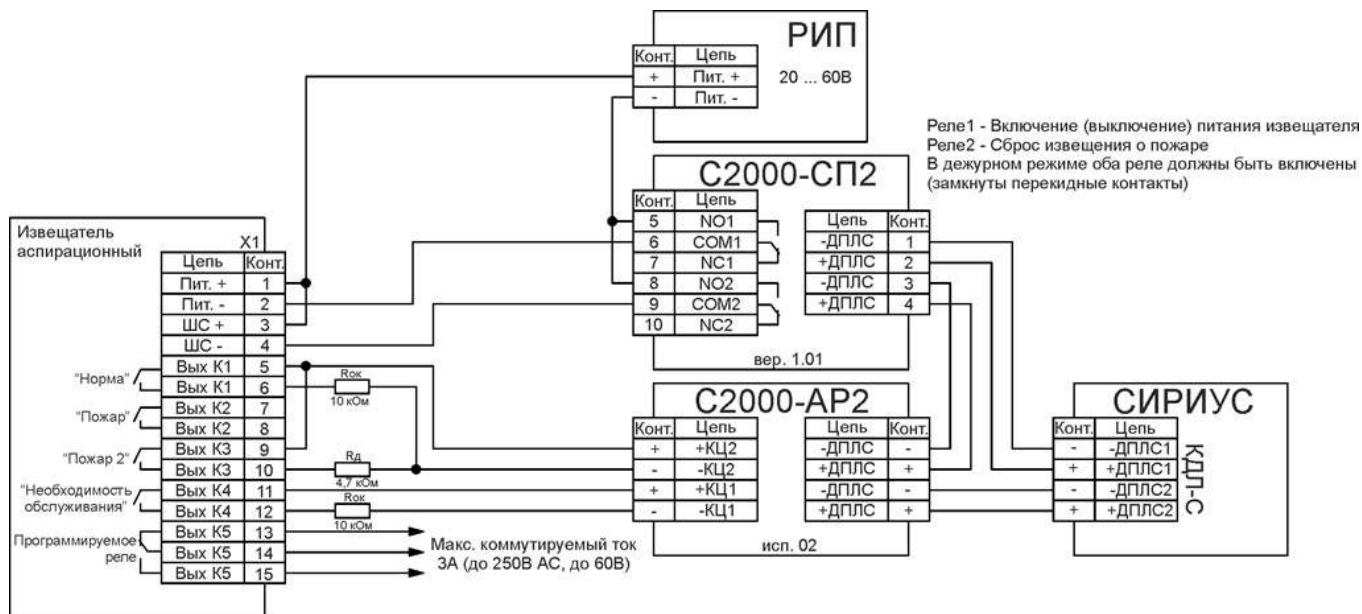 РИП
Конт. Цепь
+ Пит. + 20 ... 60В
- Пит. -
Реле1 - Включение (выключение) питания извещателя
Реле2 - Сброс извещения о пожаре
В дежурном режиме оба реле должны быть включены
(замкнуты перекидные контакты)
С2000-СП2
Конт. Цепь
5 NO1
6 COM1
7 NC1
8 NO2
9 COM2
10 NC2
Цепь Конт.
-ДПЛС 1
+ДПЛС 2
-ДПЛС 3
+ДПЛС 4
вер. 1.01
Извещатель
аспирационный
X1
Цепь Конт.
Пит. + 1
Пит. - 2
ШС + 3
ШС - 4
Вых К1 5
Вых К1 6
Вых К2 7
Вых К2 8
Вых К3 9
Вых К3 10
Вых К4 11
Вых К4 12
Вых К5 13
Вых К5 14
Вых К5 15
"Норма"
"Пожар"
"Пожар 2"
"Необходимость
обслуживания"
Программируемое
реле
Rок
10 кОм
Rд
4,7 кОм
Rок
10 кОм
Макс. коммутируемый ток
3А (до 250В АС, до 60В)
С2000-АР2
Конт. Цепь
+ +КЦ2
- -КЦ2
+ +КЦ1
- -КЦ1
Цепь Конт.
-ДПЛС -
+ДПЛС +
-ДПЛС -
+ДПЛС +
исп. 02
СИРИУС
Конт. Цепь
- -ДПЛС1
+ +ДПЛС1
- -ДПЛС2
+ +ДПЛС2
КДЛ-С